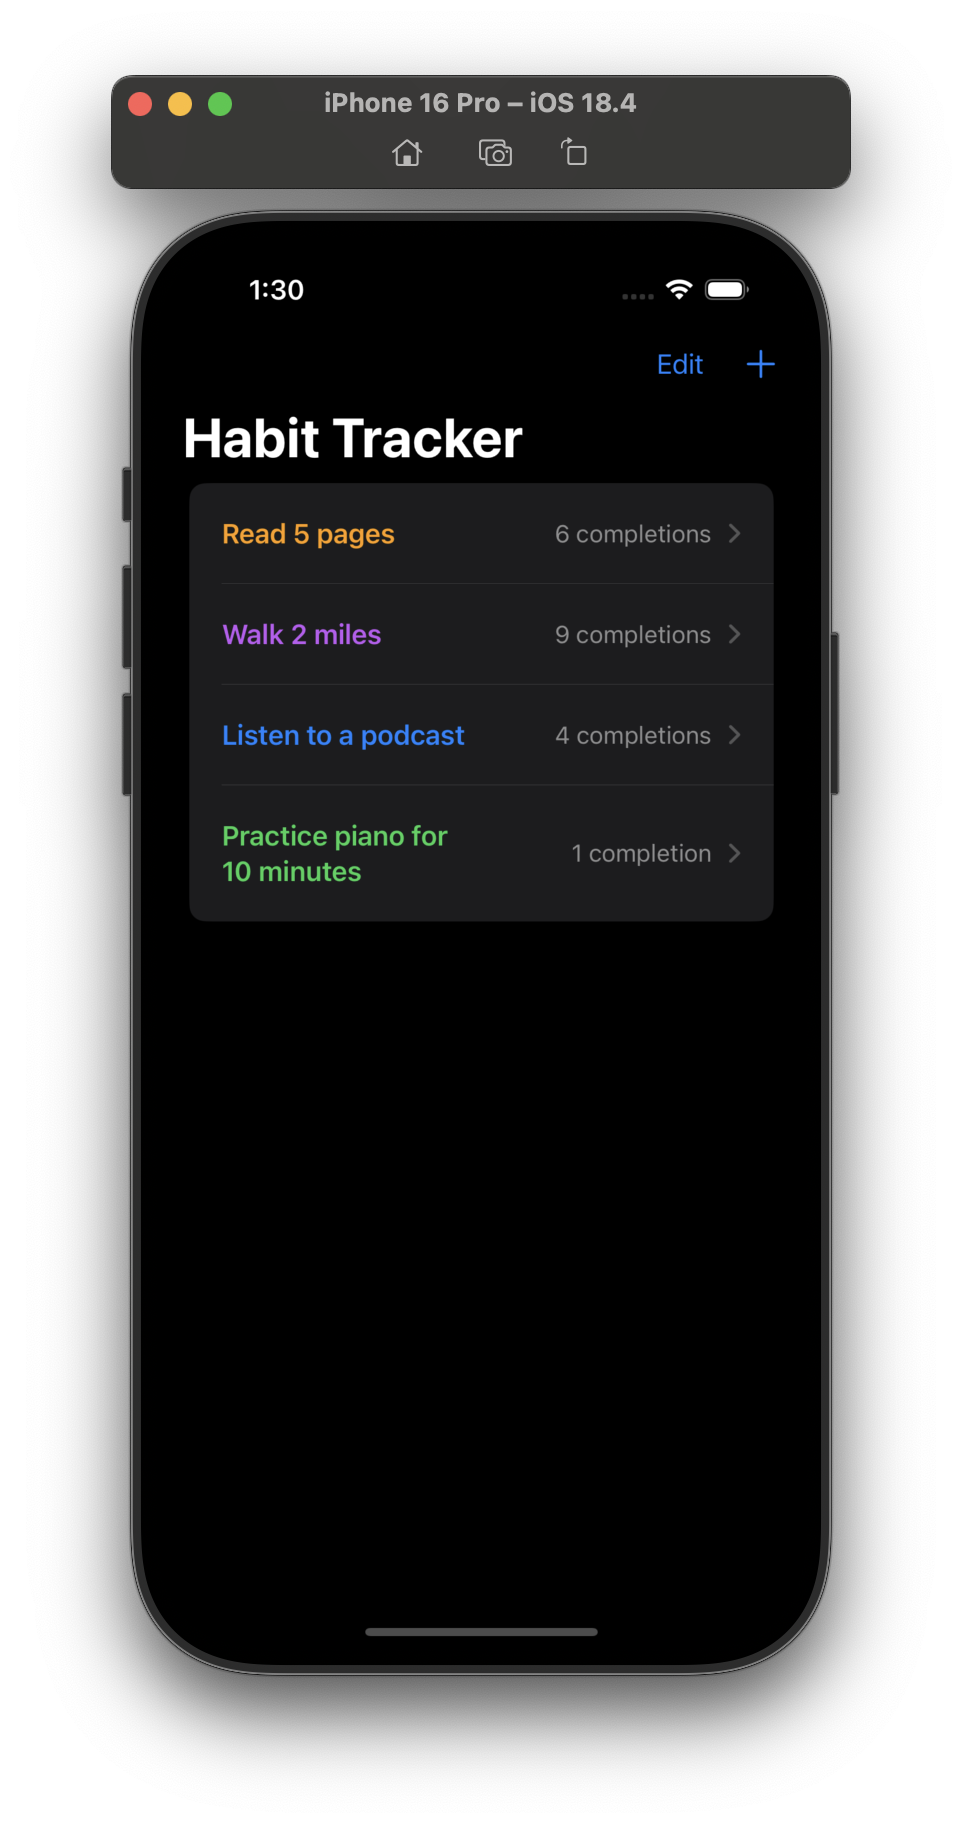 iPhone 16 Pro – iOS 18.4
1:30
Edit
Habit Tracker
Read 5 pages 6 completions
Walk 2 miles 9 completions
Listen to a podcast 4 completions
Practice piano for
10 minutes
1 completion